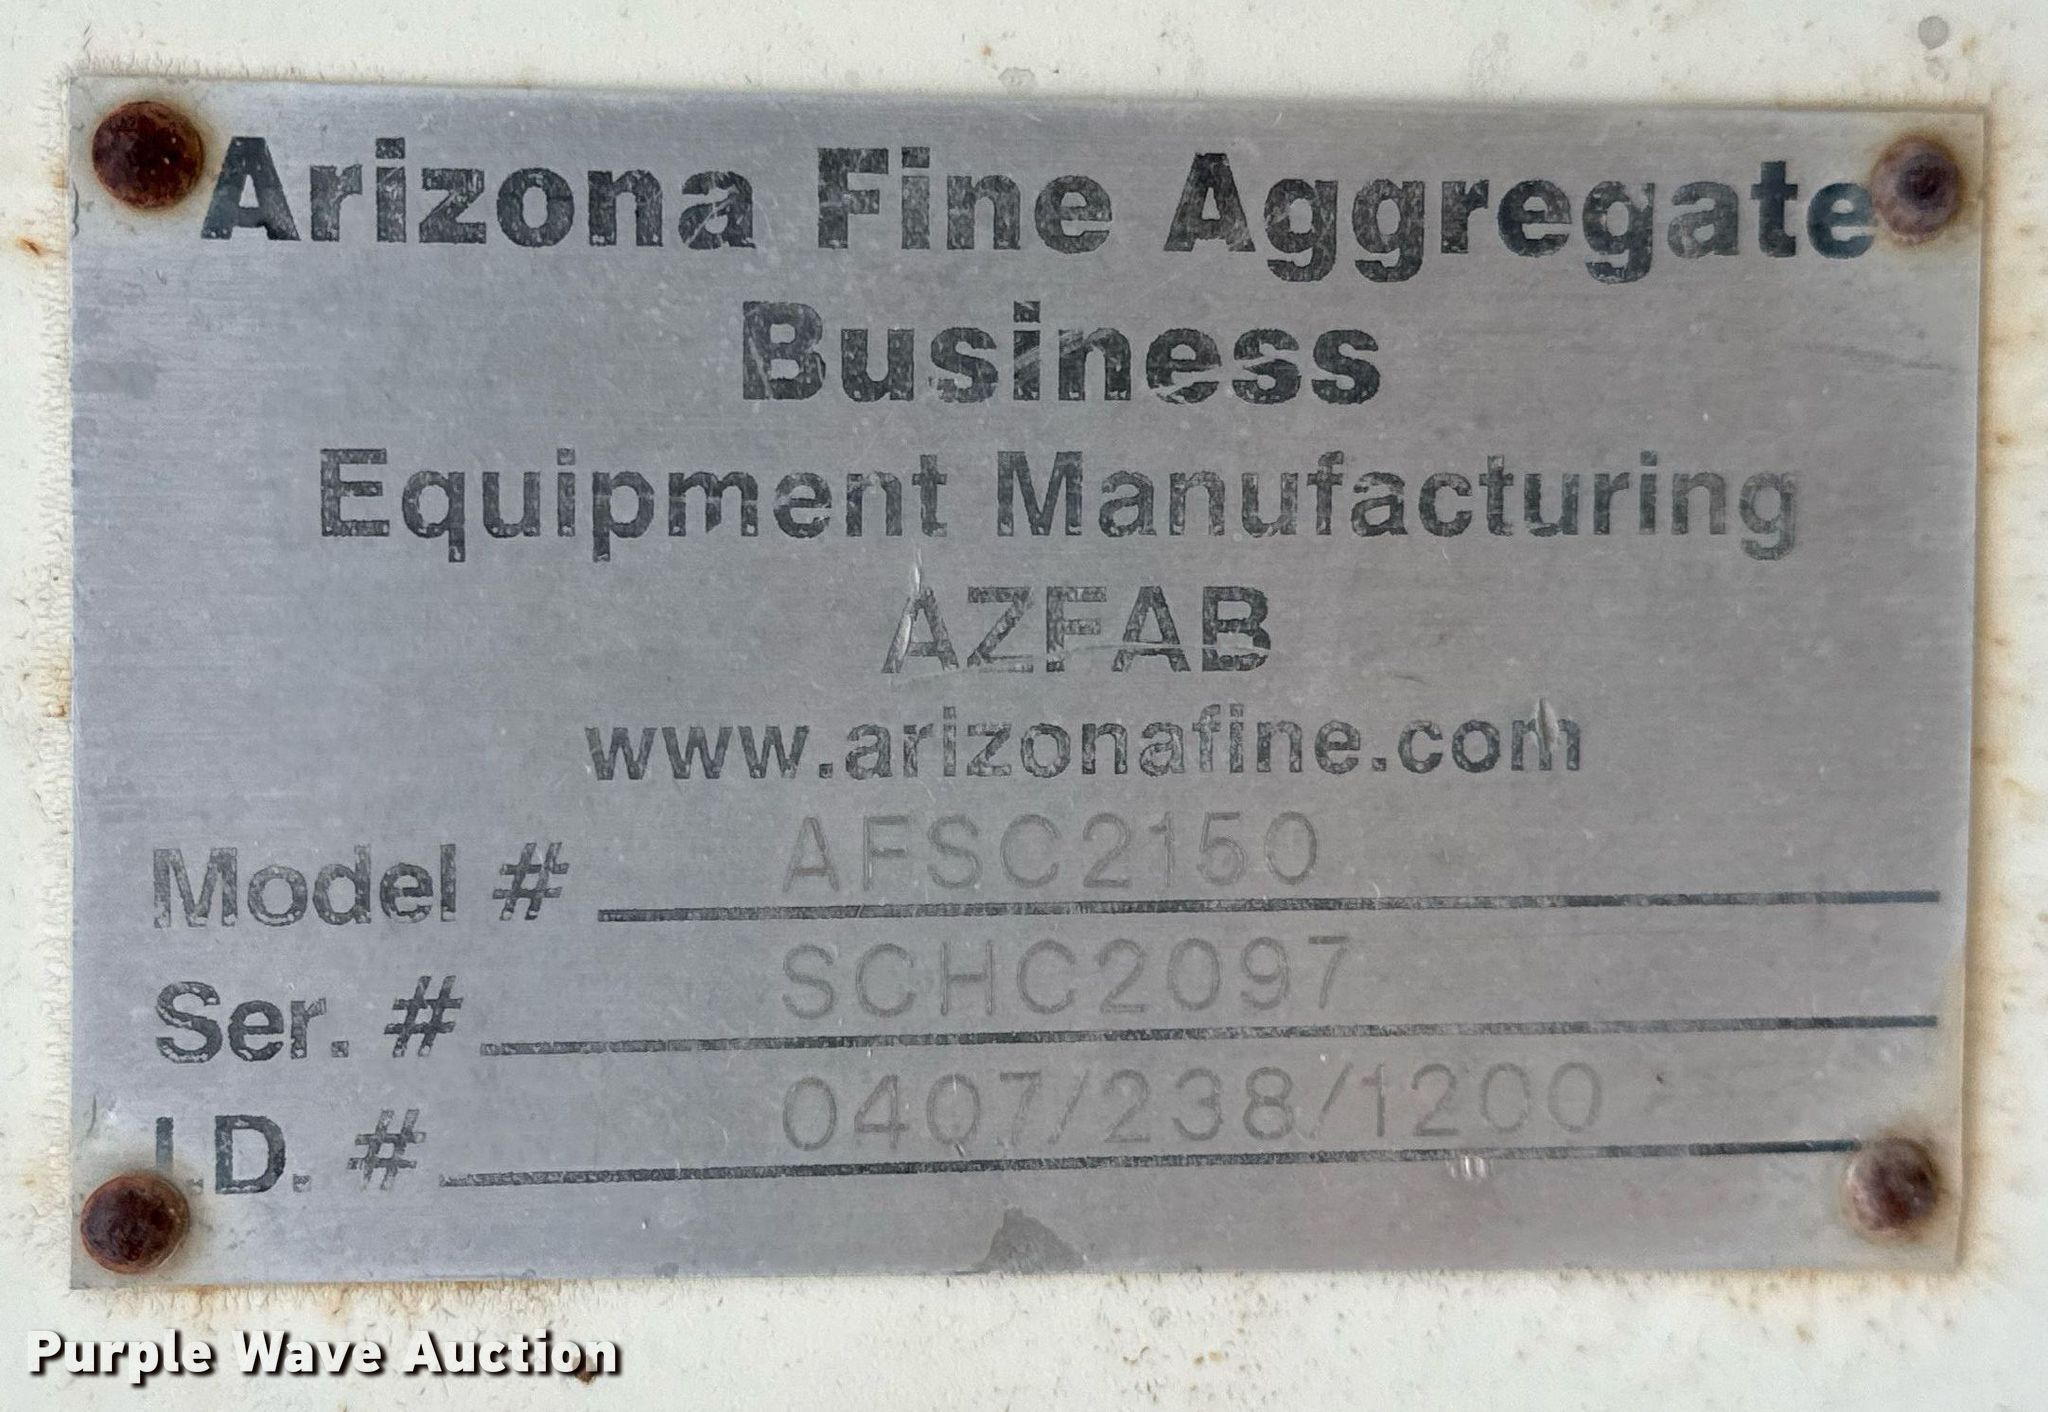 Arizona Fine Aggregate
Business
Equipment Manufacturing
AZFAB
www.arizonafine.com
Model # AFSC2150
Ser. # SCHC2097
I.D. # 0407/238/1200
Purple Wave Auction